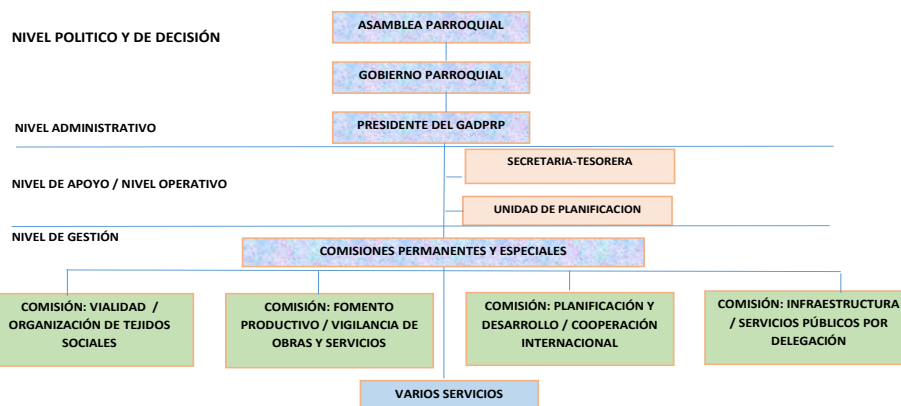 ASAMBLEA PARROQUIAL
NIVEL POLITICO Y DE DECISIÓN
GOBIERNO PARROQUIAL
PRESIDENTE DEL GADPRP
NIVEL ADMINISTRATIVO
SECRETARIA-TESORERA
NIVEL DE APOYO / NIVEL OPERATIVO
UNIDAD DE PLANIFICACION
NIVEL DE GESTIÓN
COMISIONES PERMANENTES Y ESPECIALES
COMISIÓN: VIALIDAD /
ORGANIZACIÓN DE TEJIDOS
SOCIALES
COMISIÓN: FOMENTO
PRODUCTIVO / VIGILANCIA DE
OBRAS Y SERVICIOS
COMISIÓN: PLANIFICACIÓN Y
DESARROLLO / COOPERACIÓN
INTERNACIONAL
COMISIÓN: INFRAESTRUCTURA
/ SERVICIOS PÚBLICOS POR
DELEGACIÓN
VARIOS SERVICIOS